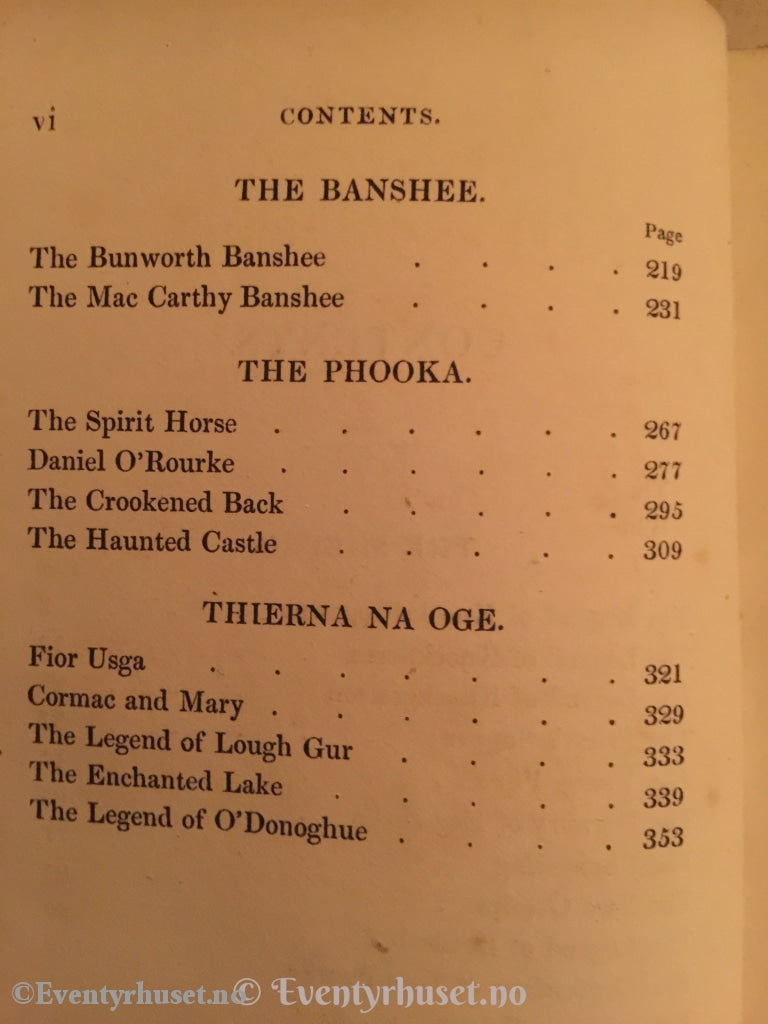 vi CONTENTS.
THE BANSHEE.
Page
The Bunworth Banshee . . . . 219
The Mac Carthy Banshee . . . . 231
THE PHOOKA.
The Spirit Horse . . . . . . 267
Daniel O'Rourke . . . . . . 277
The Crookened Back . . . . . 295
The Haunted Castle . . . . . 309
THIERNA NA OGE.
Fior Usga . . . . . . . 321
Cormac and Mary . . . . . . 329
The Legend of Lough Gur . . . . 333
The Enchanted Lake . . . . . 339
The Legend of O'Donoghue . . . . 353
©Eventyrhuset.no © Eventyrhuset.no